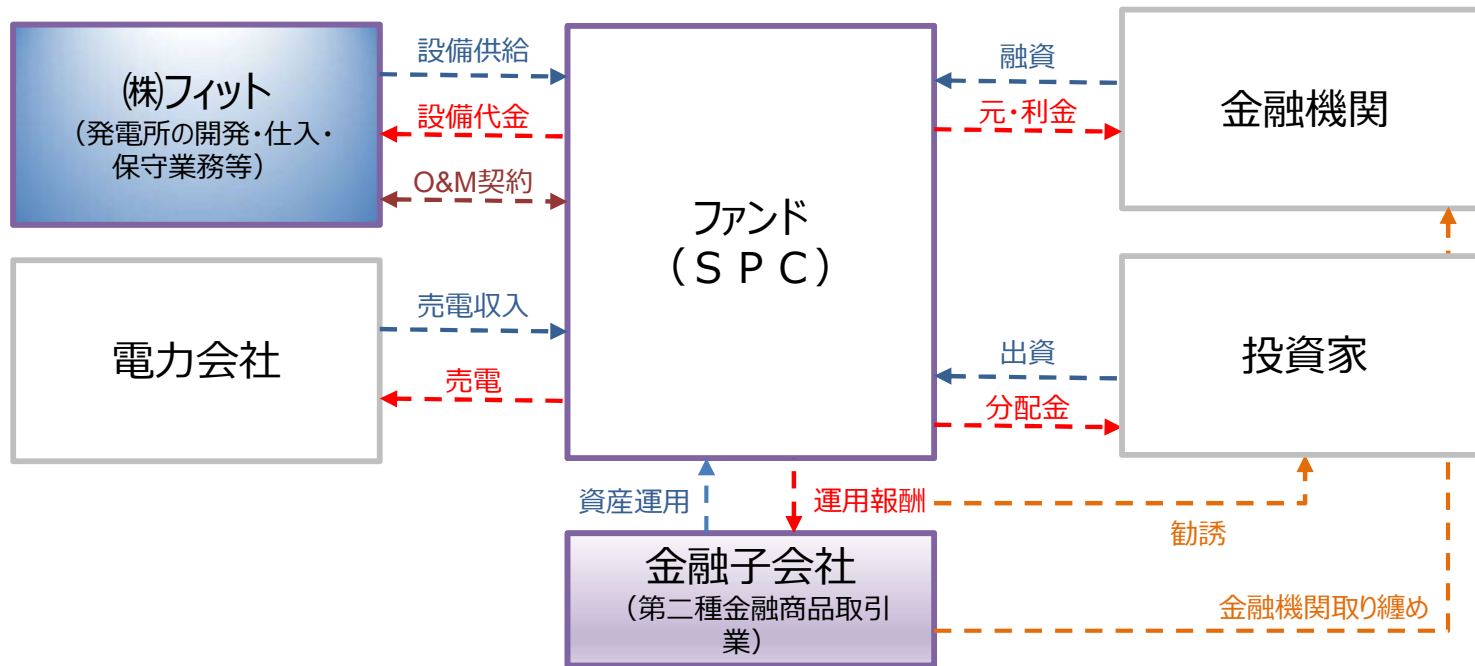 ㈱フィット
（発電所の開発・仕入・
保守業務等）
設備供給
設備代金
O&M契約
電力会社
売電収入
売電
ファンド
（ＳＰＣ）
融資
元・利金
金融機関
出資
分配金
投資家
資産運用
運用報酬
勧誘
金融子会社
（第二種金融商品取引
業）
金融機関取り纏め